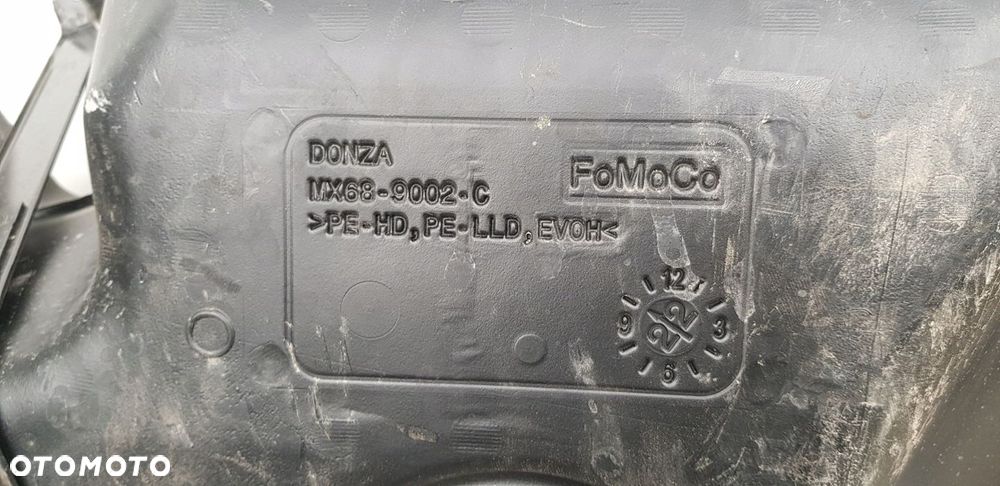 DONZA
FoMoCo
MX68-9002-C
>PE-HD, PE-LLD, EVOH<
12
9 22 3
6
OTOMOTO